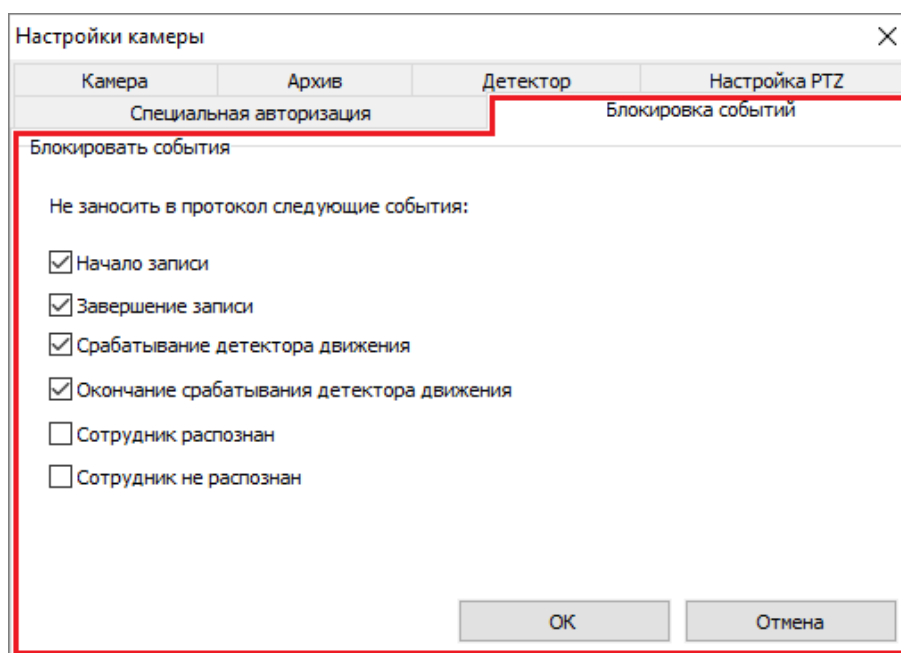 Настройки камеры
Камера Архив Детектор Настройка PTZ
Специальная авторизация Блокировка событий
Блокировать события
Не заносить в протокол следующие события:
Начало записи
Завершение записи
Срабатывание детектора движения
Окончание срабатывания детектора движения
Сотрудник распознан
Сотрудник не распознан
ОК Отмена